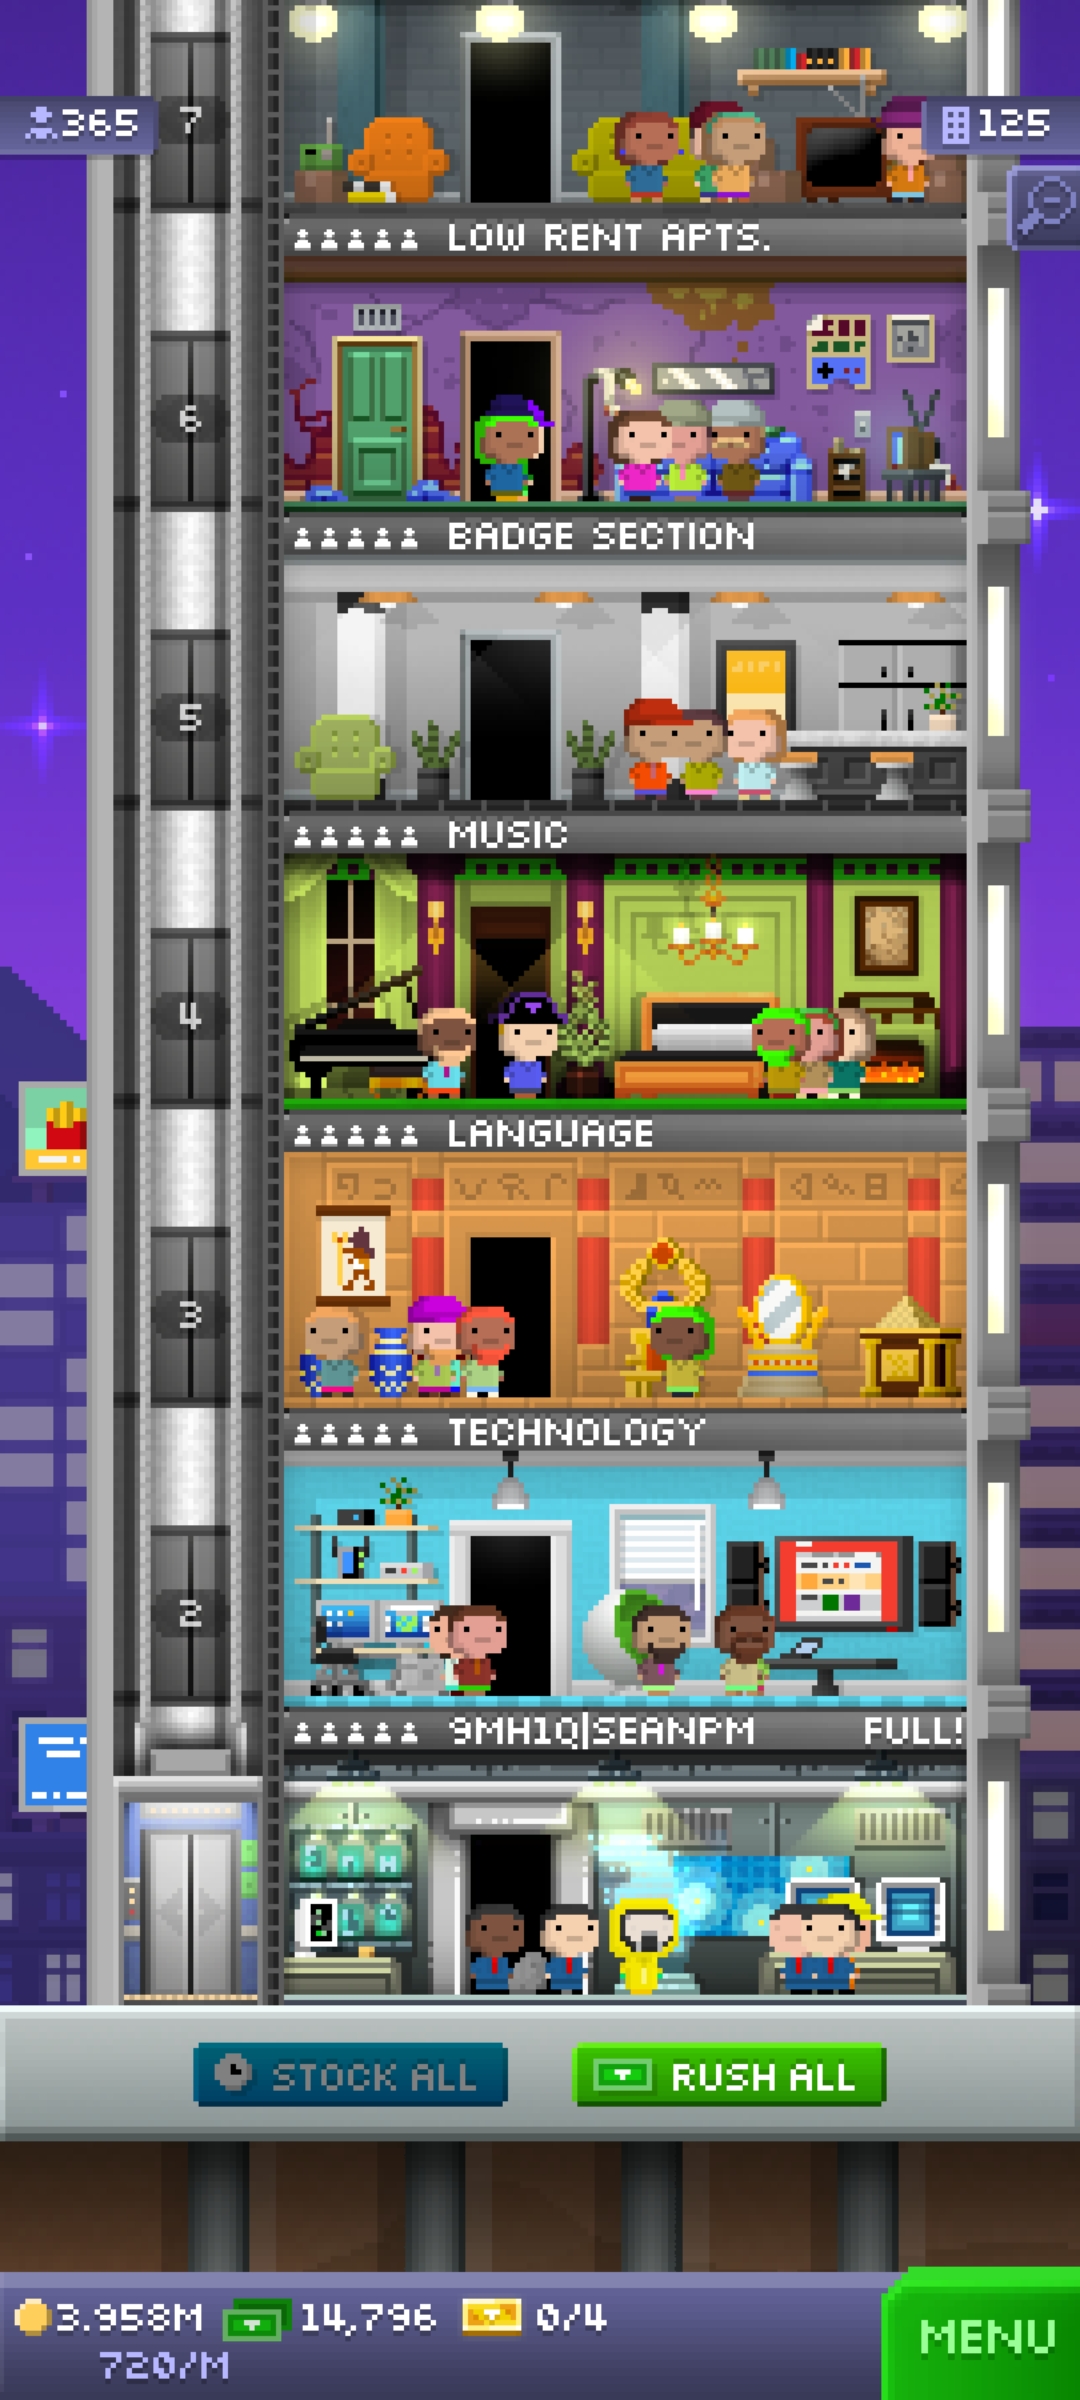 7
365
125
LOW RENT APTS.
6
BADGE SECTION
5
MUSIC
4
LANGUAGE
3
TECHNOLOGY
2
9MH1Q|SEANPM FULL!
STOCK ALL
RUSH ALL
3.958M 14,796 0/4
720/M
MENU